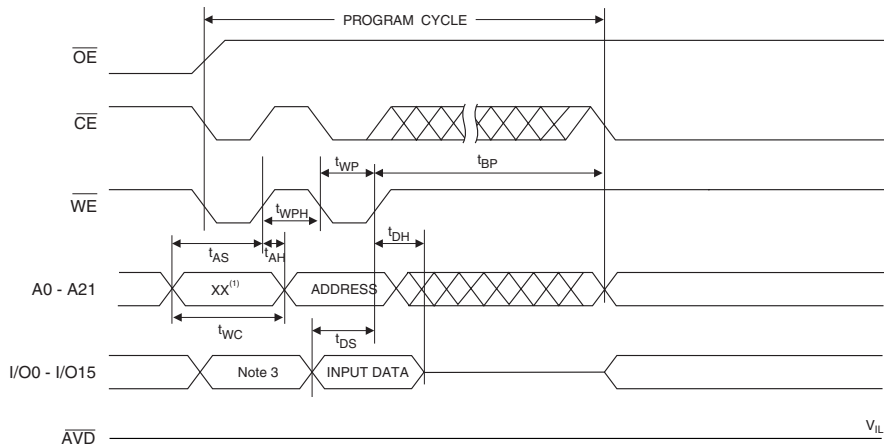 PROGRAM CYCLE
OE
CE
tWP
tBP
WE
tWPH
tDH
tAS
tAH
A0 - A21
XX(1)
ADDRESS
tWC
tDS
I/O0 - I/O15
Note 3
INPUT DATA
VIL
AVD